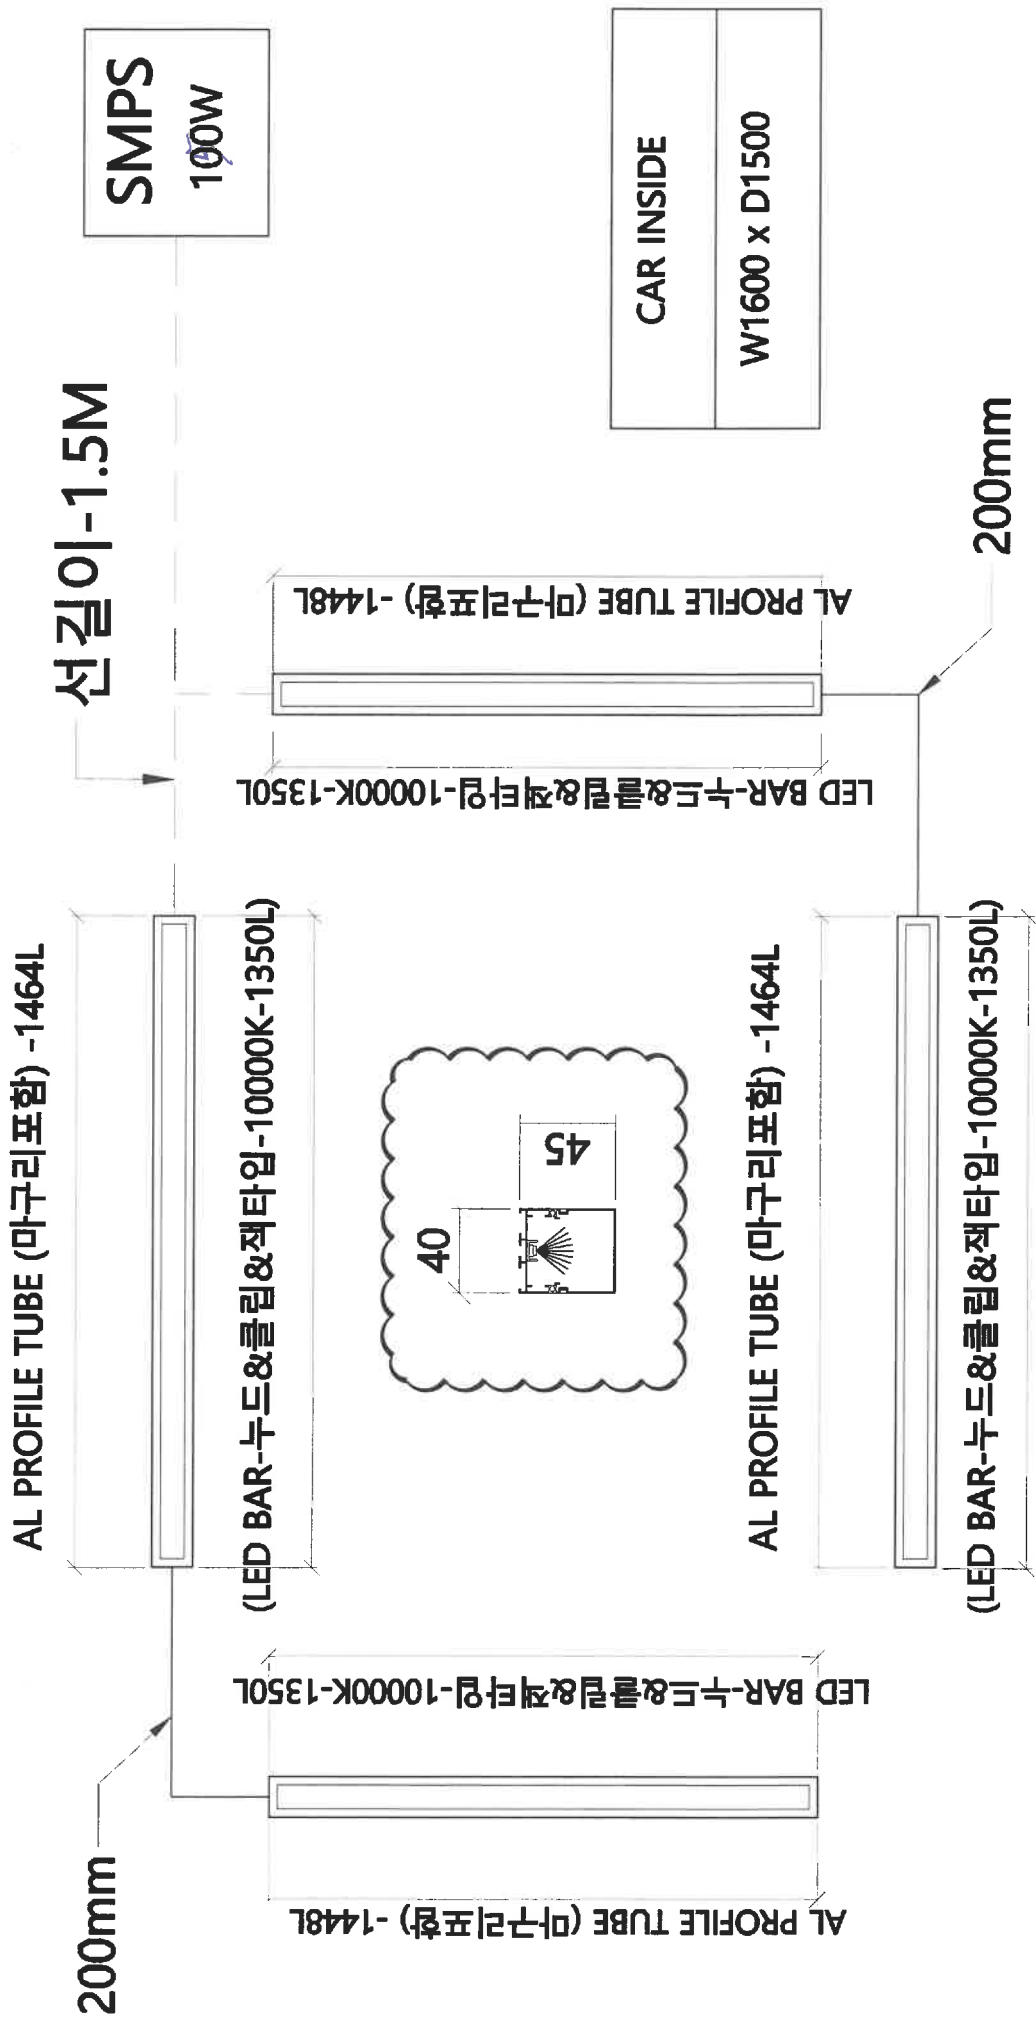 AL PROFILE TUBE (마구리포함) -1464L
선길이-1.5M
SMPS
100W
200mm
(LED BAR-누드&클립&잭타입-10000K-1350L)
AL PROFILE TUBE (마구리포함) -1448L
LED BAR-누드&클립&잭타입-10000K-1350L
40
45
LED BAR-누드&클립&잭타입-10000K-1350L
AL PROFILE TUBE (마구리포함) -1448L
AL PROFILE TUBE (마구리포함) -1464L
(LED BAR-누드&클립&잭타입-10000K-1350L)
200mm
CAR INSIDE
W1600 x D1500